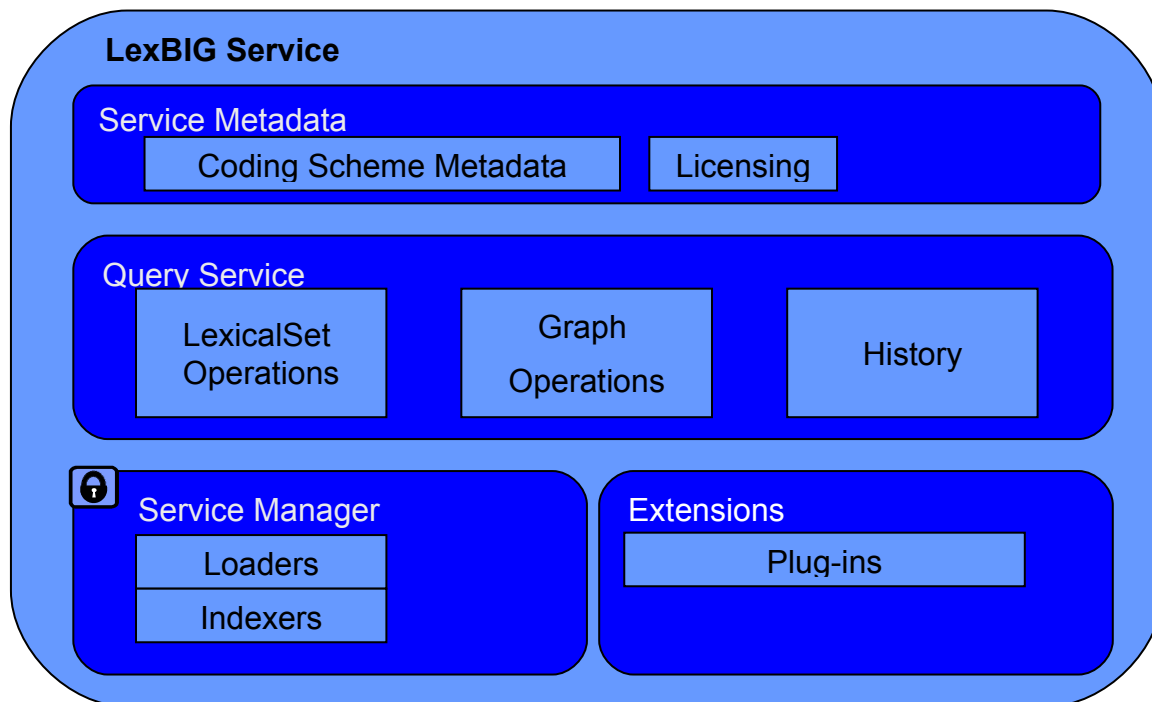 LexBIG Service
Service Metadata
Coding Scheme Metadata
Licensing
Query Service
LexicalSet
Operations
Graph
Operations
History
Service Manager
Loaders
Indexers
Extensions
Plug-ins